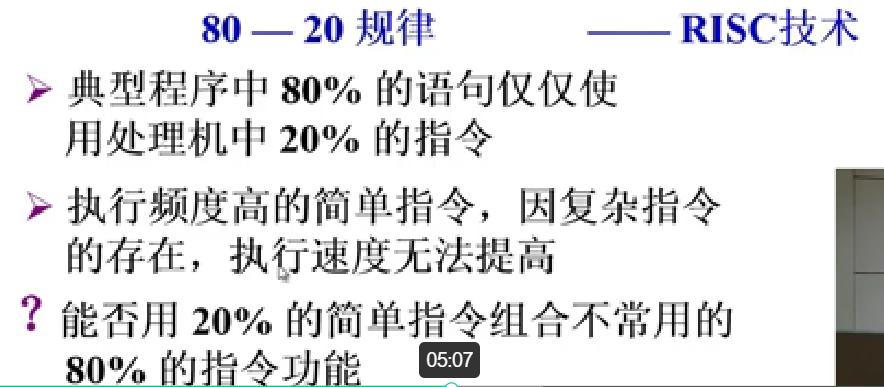 80 — 20 规律 —— RISC技术
➢ 典型程序中 80% 的语句仅仅使
用处理机中 20% 的指令
➢ 执行频度高的简单指令，因复杂指令
的存在，执行速度无法提高
? 能否用 20% 的简单指令组合不常用的
80% 的指令功能
05:07